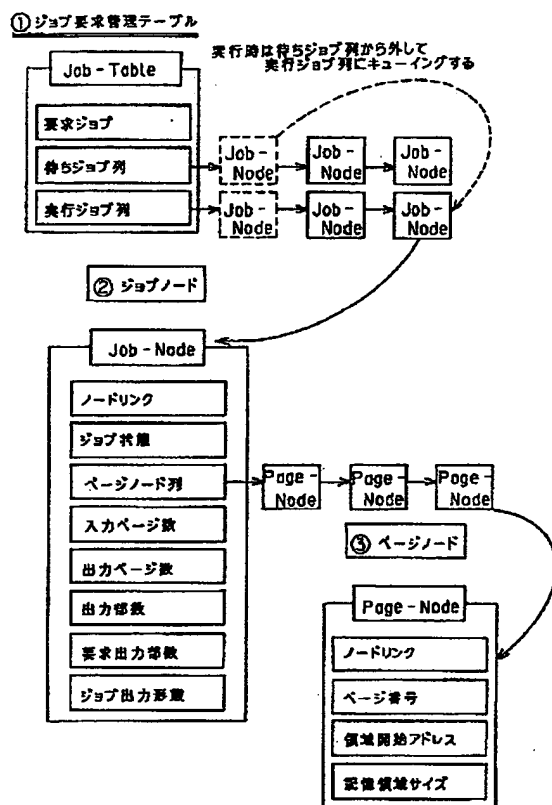 ①ジョブ要求管理テーブル
実行時は待ちジョブ列から外して
実行ジョブ列にキューイングする
Job-Table
要求ジョブ
待ちジョブ列
実行ジョブ列
Job-
Node
Job-
Node
Job-
Node
Job-
Node
Job-
Node
Job-
Node
② ジョブノード
Job-Node
ノードリンク
ジョブ状態
ページノード列
入力ページ数
出力ページ数
出力部数
要求出力部数
ジョブ出力形態
Page-
Node
Page-
Node
Page-
Node
③ ページノード
Page-Node
ノードリンク
ページ番号
領域開始アドレス
記憶領域サイズ